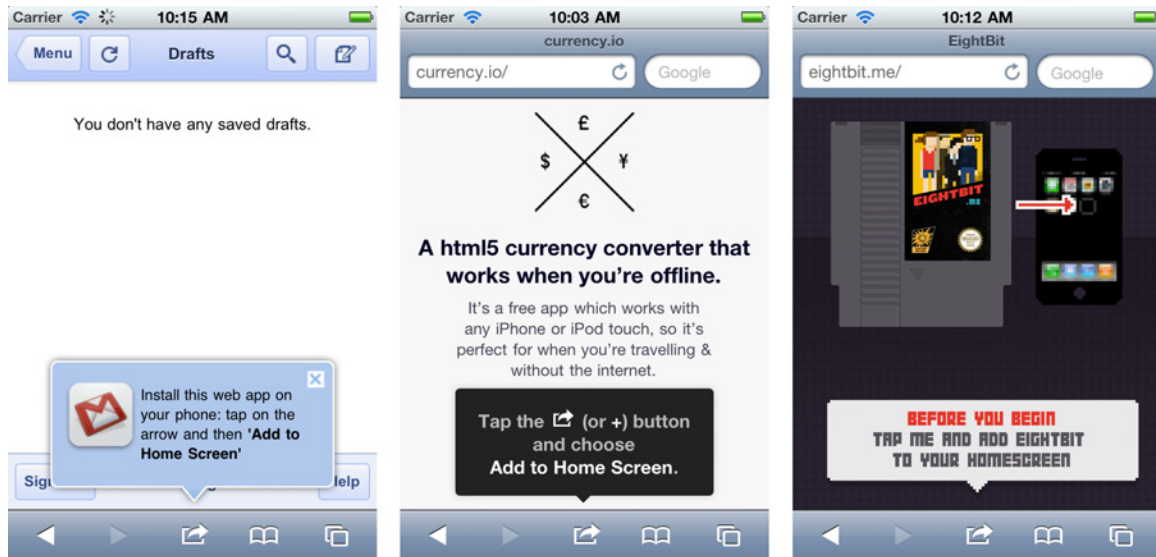 Carrier 10:15 AM
Menu Drafts
You don't have any saved drafts.
Install this web app on
your phone: tap on the
arrow and then 'Add to
Home Screen'
Carrier 10:03 AM
currency.io
currency.io/ Google
£
$ ¥
€
A html5 currency converter that
works when you're offline.
It's a free app which works with
any iPhone or iPod touch, so it's
perfect for when you're travelling &
without the internet.
Tap the (or +) button
and choose
Add to Home Screen.
Carrier 10:12 AM
EightBit
eightbit.me/ Google
EIGHTBIT
.ME
BEFORE YOU BEGIN
TAP ME AND ADD EIGHTBIT
TO YOUR HOMESCREEN